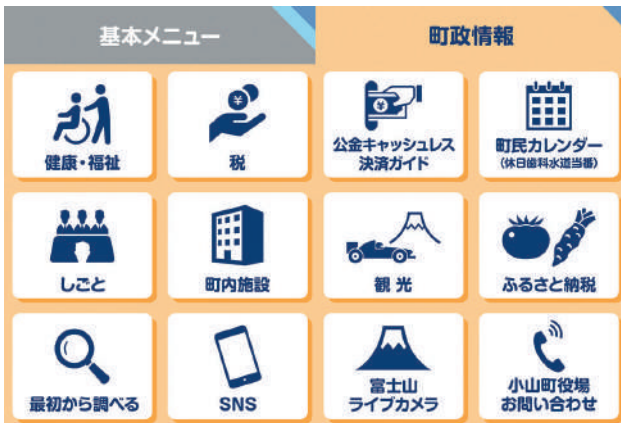 基本メニュー
町政情報
健康・福祉
税
公金キャッシュレス
決済ガイド
町民カレンダー
(休日歯科水道当番)
しごと
町内施設
観光
ふるさと納税
最初から調べる
SNS
富士山
ライブカメラ
小山町役場
お問い合わせ